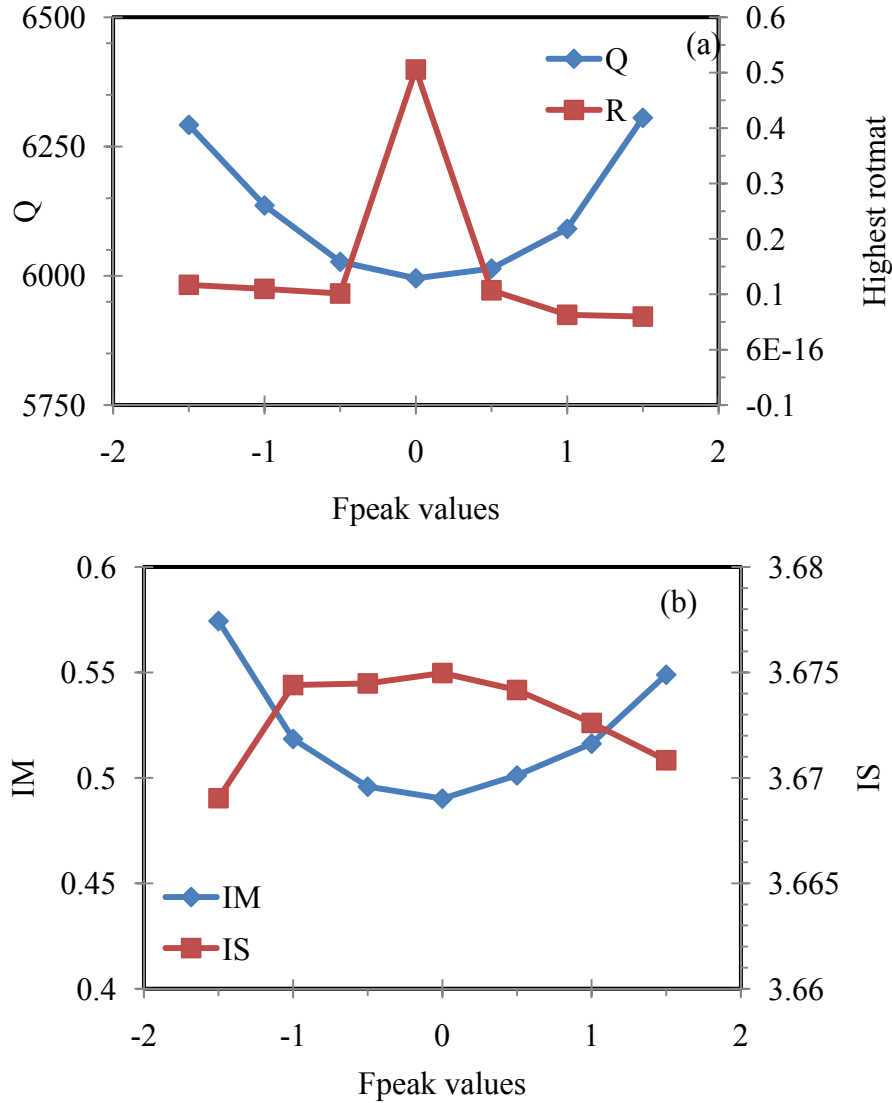 6500
6250
6000
5750
Q
0.6
0.5
0.4
0.3
0.2
0.1
6E-16
-0.1
Highest rotmat
(a)
Q
R
-2 -1 0 1 2
Fpeak values
0.6
0.55
0.5
0.45
0.4
IM
3.68
3.675
3.67
3.665
3.66
IS
(b)
IM
IS
-2 -1 0 1 2
Fpeak values